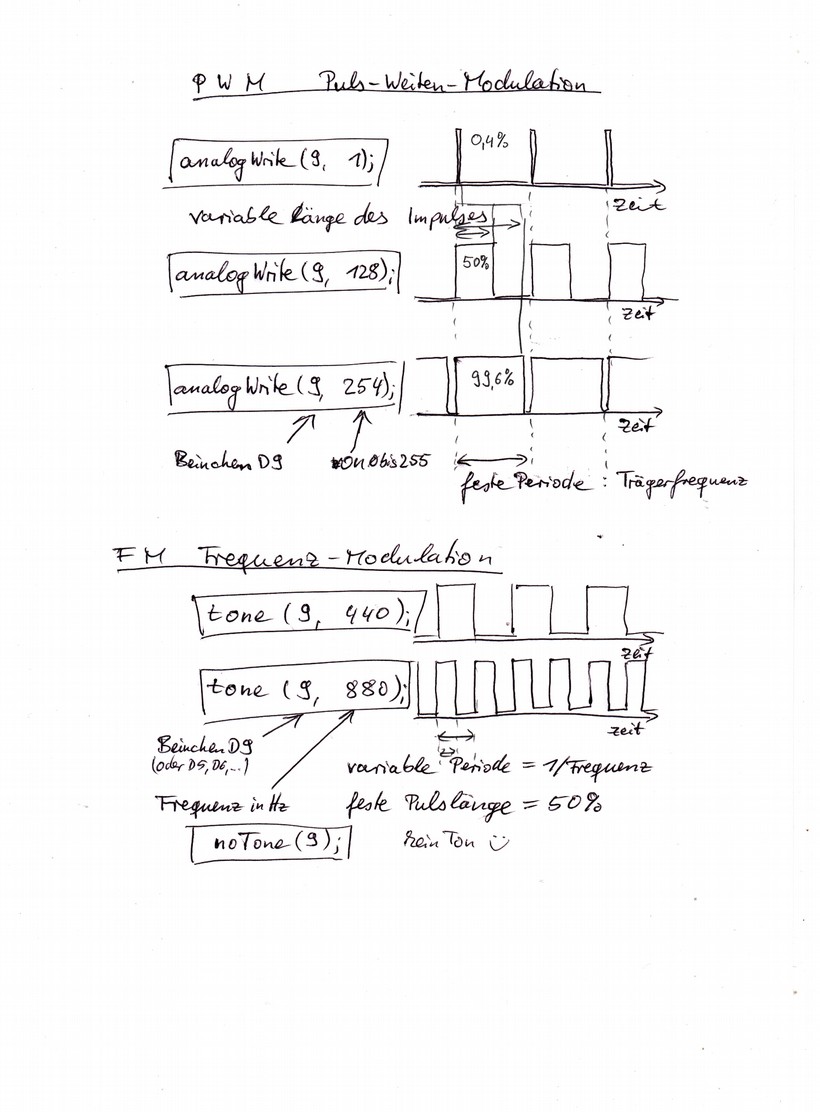 PWM Puls-Weiten-Modulation
analogWrite(9, 1);
0,4%
zeit
variable Länge des Impulses
analogWrite(9, 128);
50%
zeit
analogWrite(9, 254);
99,6%
zeit
Beinchen D9
von 0 bis 255
feste Periode : Trägerfrequenz
FM Frequenz-Modulation
tone (9, 440);
zeit
tone (9, 880);
zeit
Beinchen D9
(oder D5, D6, ...)
variable Periode = 1/Frequenz
Frequenz in Hz
feste Pulslänge = 50%
noTone(9);
kein Ton ü